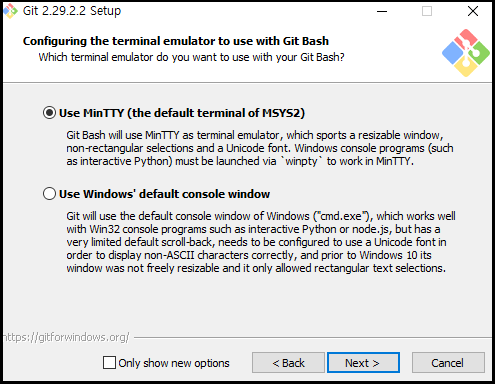 Git 2.29.2.2 Setup
Configuring the terminal emulator to use with Git Bash
Which terminal emulator do you want to use with your Git Bash?
Use MinTTY (the default terminal of MSYS2)
Git Bash will use MinTTY as terminal emulator, which sports a resizable window,
non-rectangular selections and a Unicode font. Windows console programs (such
as interactive Python) must be launched via `winpty` to work in MinTTY.
Use Windows' default console window
Git will use the default console window of Windows ("cmd.exe"), which works well
with Win32 console programs such as interactive Python or node.js, but has a
very limited default scroll-back, needs to be configured to use a Unicode font in
order to display non-ASCII characters correctly, and prior to Windows 10 its
window was not freely resizable and it only allowed rectangular text selections.
https://gitforwindows.org/
Only show new options
< Back
Next >
Cancel